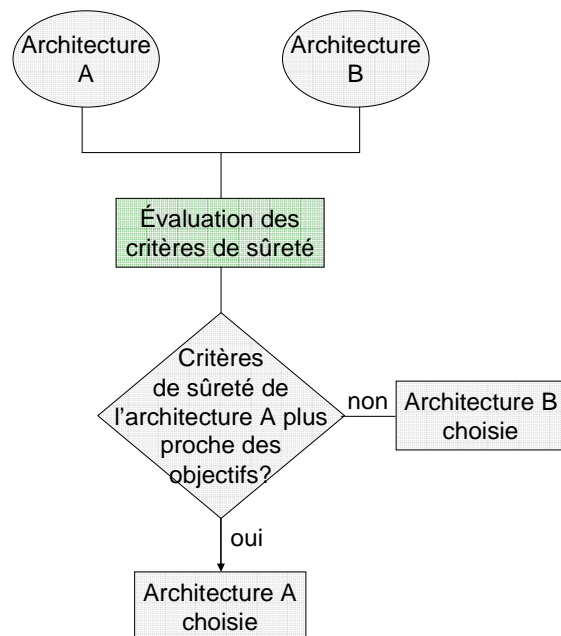 Architecture
A
Architecture
B
Évaluation des
critères de sûreté
Critères
de sûreté de
l'architecture A plus
proche des
objectifs?
non
Architecture B
choisie
oui
Architecture A
choisie